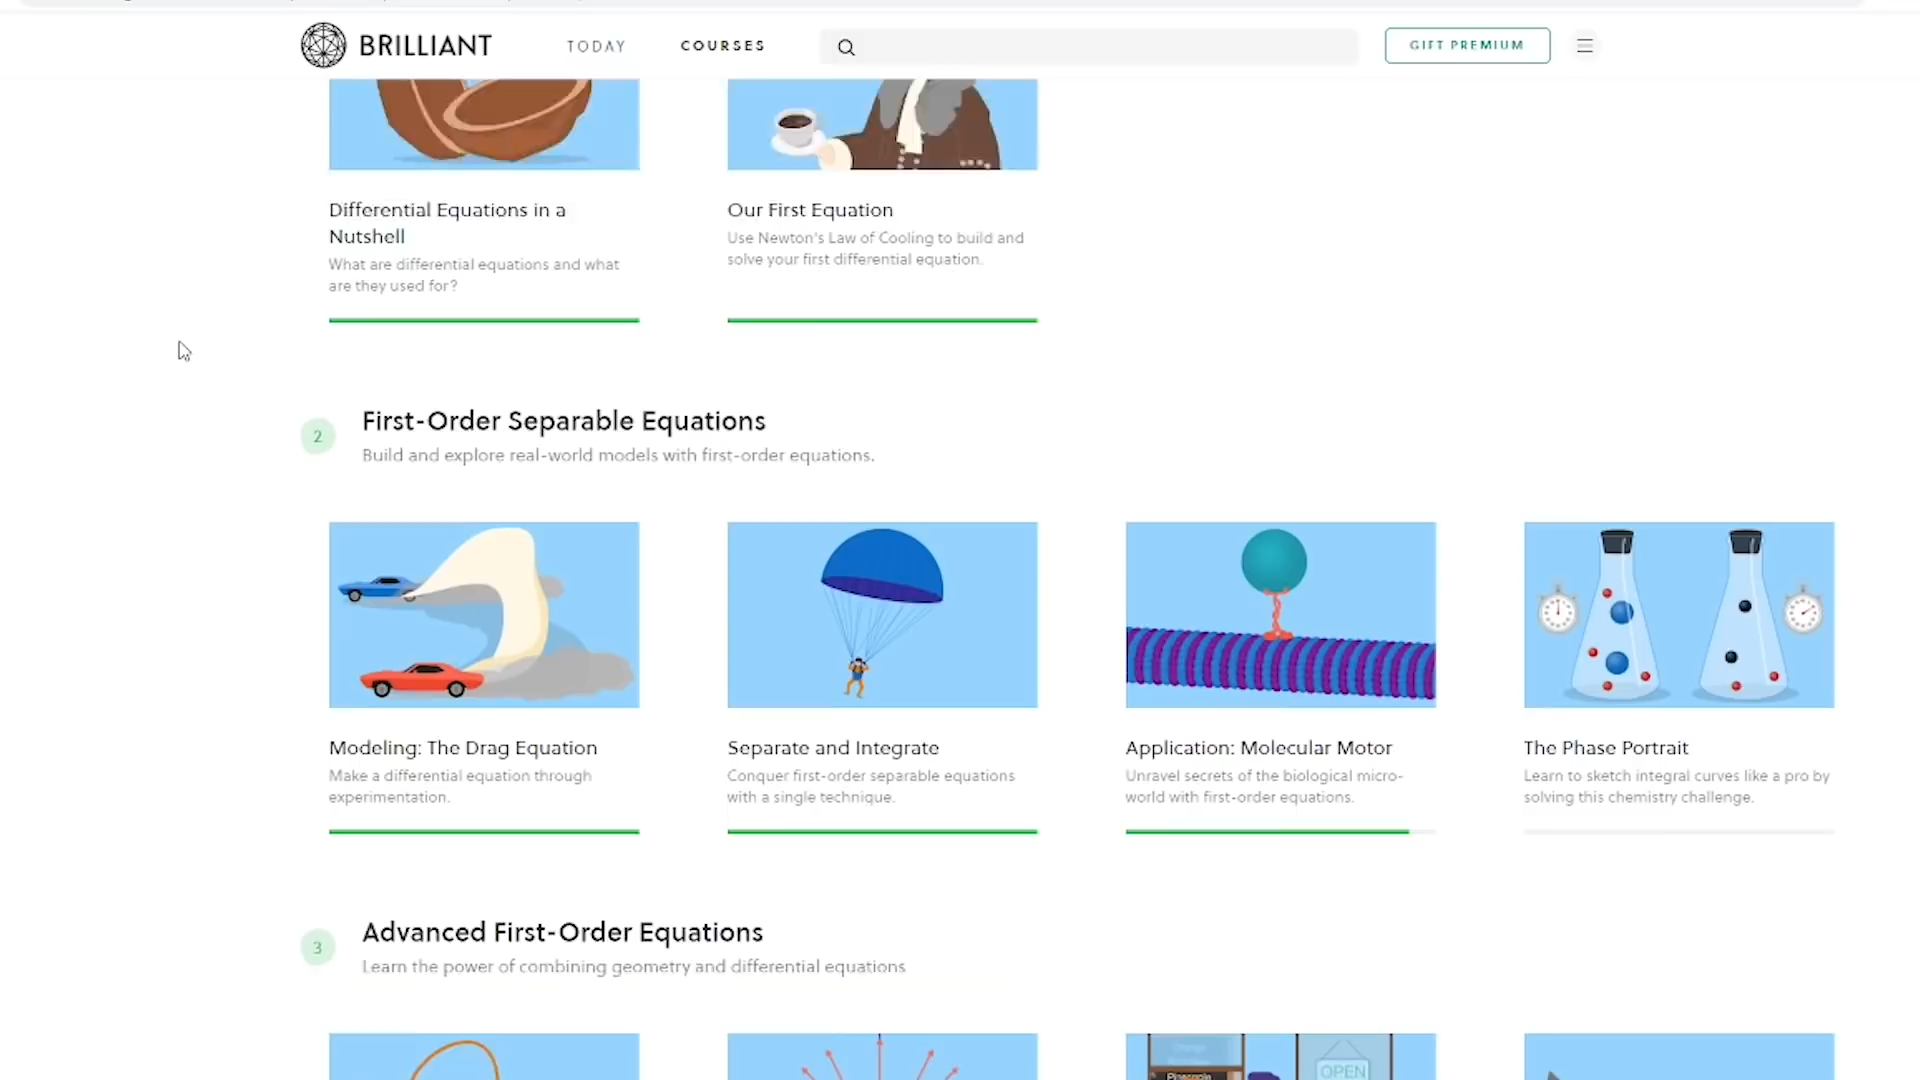 BRILLIANT
TODAY
COURSES
GIFT PREMIUM
Differential Equations in a
Nutshell
What are differential equations and what
are they used for?
Our First Equation
Use Newton's Law of Cooling to build and
solve your first differential equation.
2
First-Order Separable Equations
Build and explore real-world models with first-order equations.
Modeling: The Drag Equation
Make a differential equation through
experimentation.
Separate and Integrate
Conquer first-order separable equations
with a single technique.
Application: Molecular Motor
Unravel secrets of the biological micro-
world with first-order equations.
The Phase Portrait
Learn to sketch integral curves like a pro by
solving this chemistry challenge.
3
Advanced First-Order Equations
Learn the power of combining geometry and differential equations
OPEN